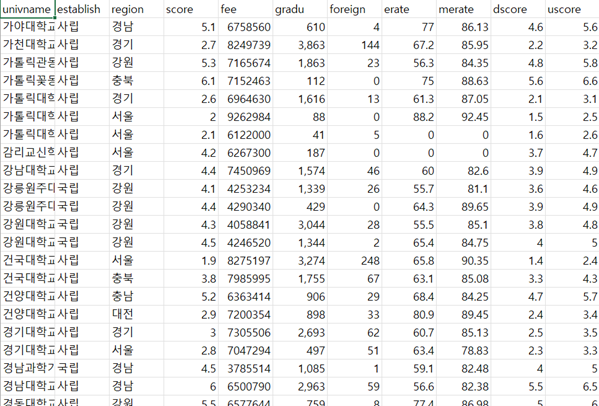 univname establish region score fee gradu foreign erate merate dscore uscore
가야대학교 사립 경남 5.1 6758560 610 4 77 86.13 4.6 5.6
가천대학교 사립 경기 2.7 8249739 3,863 144 67.2 85.95 2.2 3.2
가톨릭관동 사립 강원 5.3 7165674 1,863 23 56.3 84.35 4.8 5.8
가톨릭꽃동 사립 충북 6.1 7152463 112 0 75 88.63 5.6 6.6
가톨릭대학 사립 경기 2.6 6964630 1,616 13 61.3 87.05 2.1 3.1
가톨릭대학 사립 서울 2 9262984 88 0 88.2 92.45 1.5 2.5
가톨릭대학 사립 서울 2.1 6122000 41 5 0 0 1.6 2.6
감리교신학 사립 서울 4.2 6267300 187 0 0 0 3.7 4.7
강남대학교 사립 경기 4.4 7450969 1,574 46 60 82.6 3.9 4.9
강릉원주대 국립 강원 4.1 4253234 1,339 26 55.7 81.1 3.6 4.6
강릉원주대 국립 강원 4.4 4290340 429 0 64.3 89.65 3.9 4.9
강원대학교 국립 강원 4.3 4058841 3,044 28 55.5 85.1 3.8 4.8
강원대학교 국립 강원 4.5 4246520 1,344 2 65.4 84.75 4 5
건국대학교 사립 서울 1.9 8275197 3,274 248 65.8 90.35 1.4 2.4
건국대학교 사립 충북 3.8 7985995 1,755 67 63.1 85.08 3.3 4.3
건양대학교 사립 충남 5.2 6363414 906 29 68.4 84.25 4.7 5.7
건양대학교 사립 대전 2.9 7200354 898 33 80.9 89.45 2.4 3.4
경기대학교 사립 경기 3 7305506 2,693 62 60.7 85.13 2.5 3.5
경기대학교 사립 서울 2.8 7047294 497 51 63.4 78.83 2.3 3.3
경남과학기 국립 경남 4.5 3785514 1,085 1 59.1 82.48 4 5
경남대학교 사립 경남 6 6500790 2,963 59 56.6 82.38 5.5 6.5
경동대학교 사립 강원 5.5 6577644 759 8 77.4 86.98 5 6